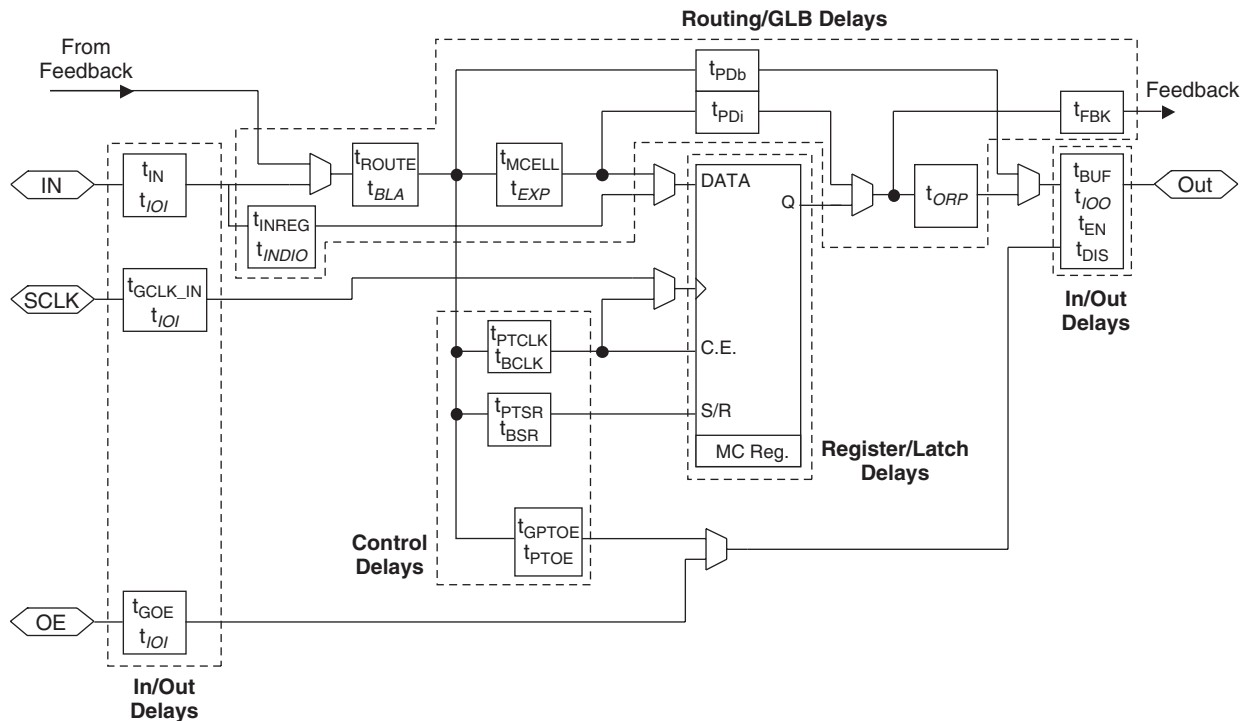 Routing/GLB Delays
From
Feedback
tPDb
tPDi
tFBK
Feedback
IN
tIN
tIOI
tROUTE
tBLA
tMCELL
tEXP
tINREG
tINDIO
DATA
Q
tORP
tBUF
tIOO
tEN
tDIS
Out
In/Out
Delays
SCLK
tGCLK_IN
tIOI
tPTCLK
tBCLK
C.E.
tPTSR
tBSR
S/R
MC Reg.
Register/Latch
Delays
Control
Delays
tGPTOE
tPTOE
OE
tGOE
tIOI
In/Out
Delays